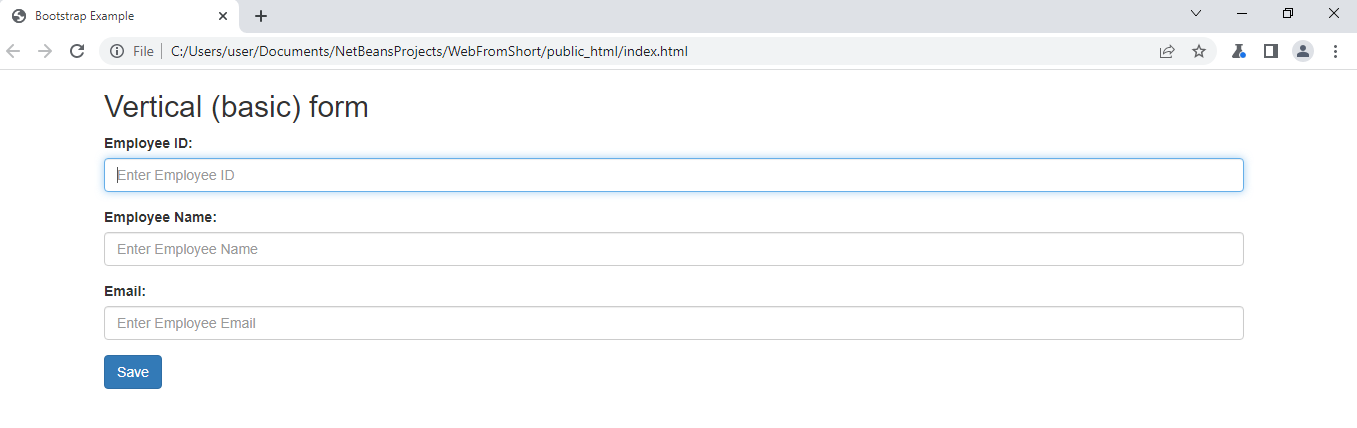 Bootstrap Example
File C:/Users/user/Documents/NetBeansProjects/WebFromShort/public_html/index.html
Vertical (basic) form
Employee ID:
Enter Employee ID
Employee Name:
Enter Employee Name
Email:
Enter Employee Email
Save